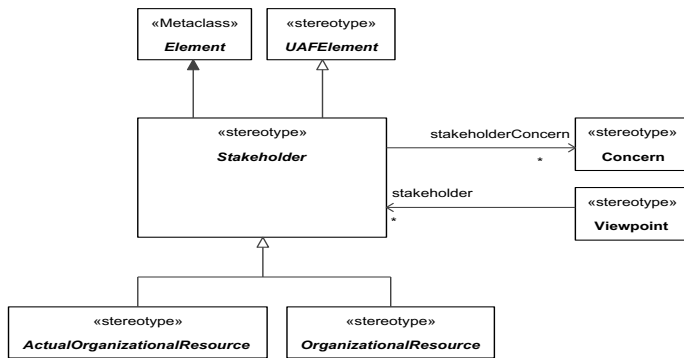 «Metaclass»
Element
«stereotype»
UAFElement
«stereotype»
Stakeholder
stakeholderConcern
*
«stereotype»
Concern
stakeholder
*
«stereotype»
Viewpoint
«stereotype»
ActualOrganizationalResource
«stereotype»
OrganizationalResource